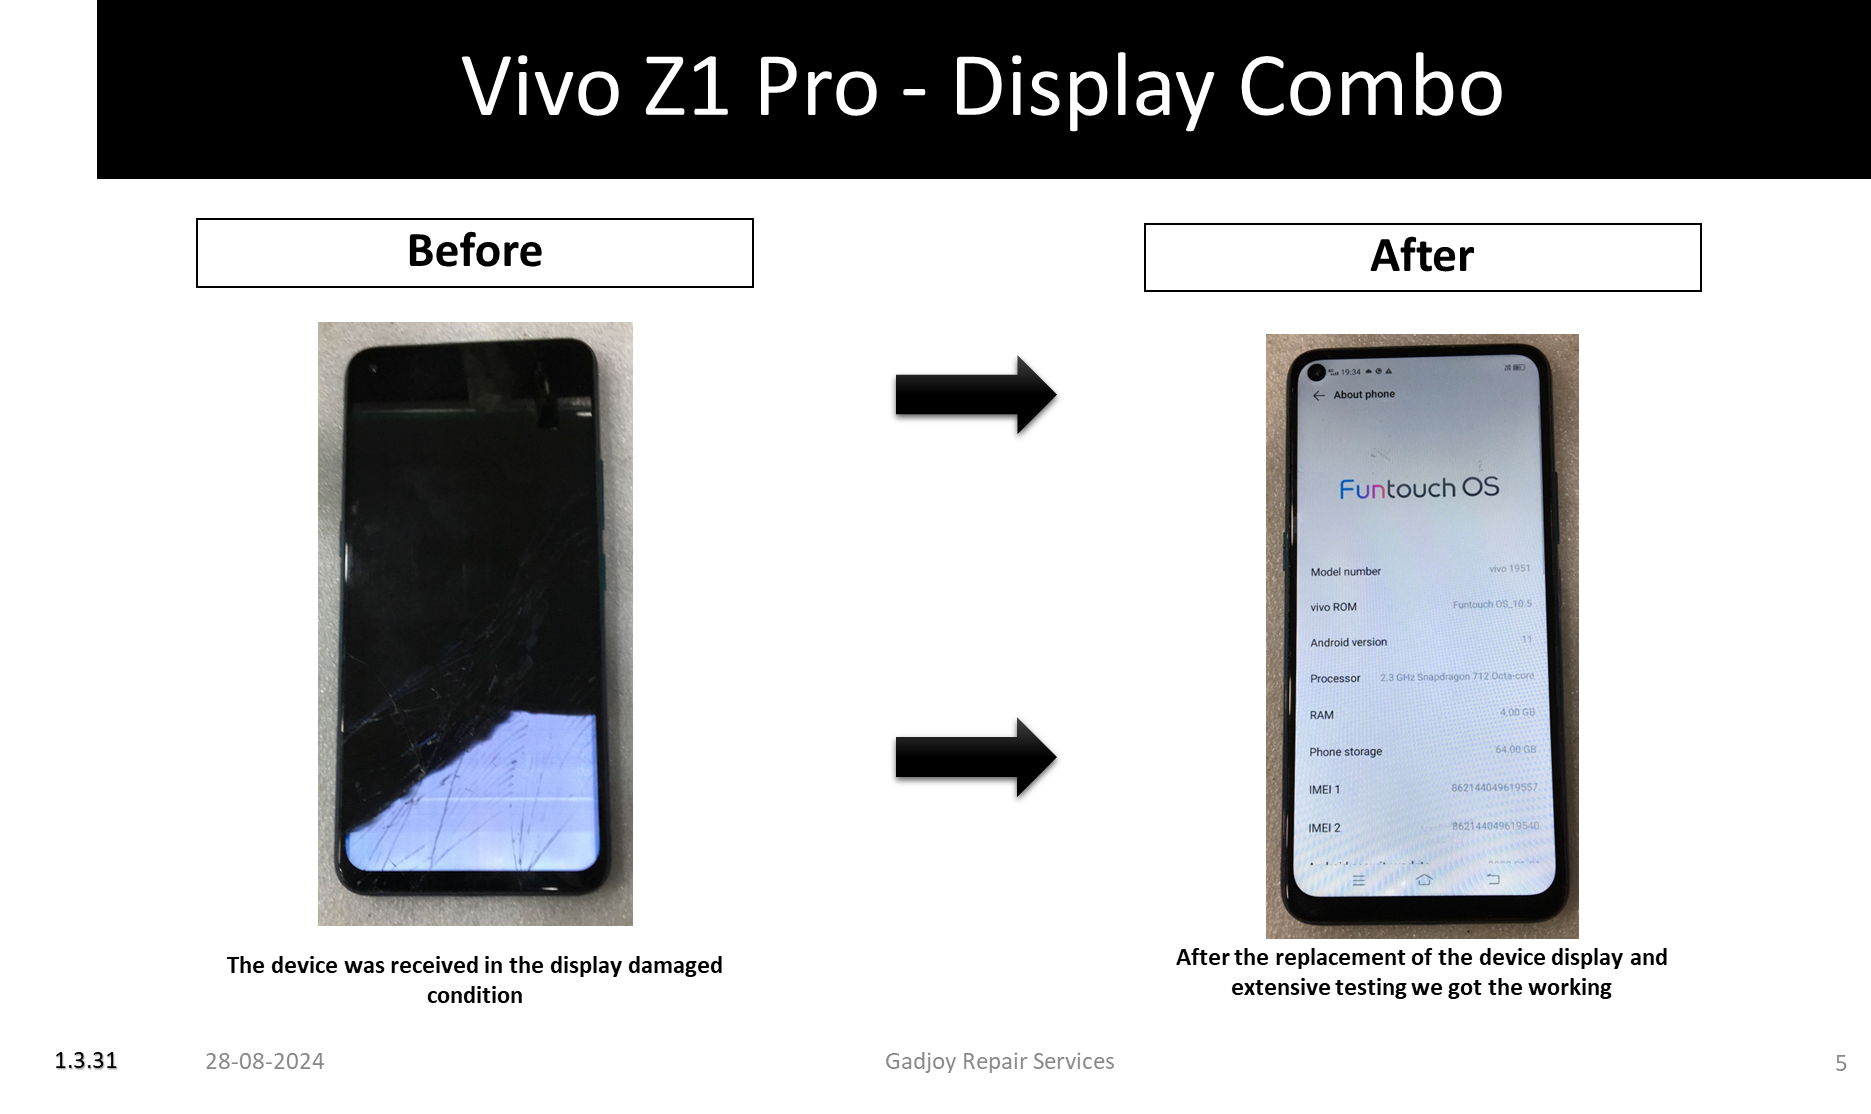 Vivo Z1 Pro - Display Combo
Before
After
19:34
About phone
Funtouch OS
Model number vivo 1951
vivo ROM Funtouch OS_10.5
Android version 11
Processor 2.3 GHz Snapdragon 712 Octa-core
RAM 4.00 GB
Phone storage 64.00 GB
IMEI 1 862144049619557
IMEI 2 862144049619540
The device was received in the display damaged
condition
After the replacement of the device display and
extensive testing we got the working
1.3.31
28-08-2024
Gadjoy Repair Services
5